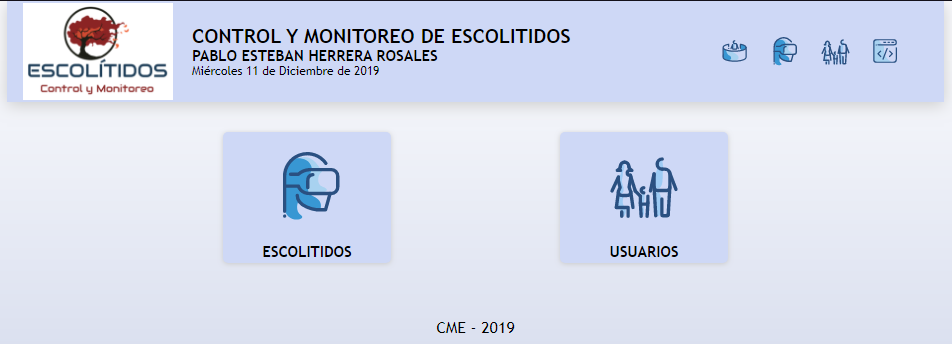 ESCOLÍTIDOS
Control y Monitoreo
CONTROL Y MONITOREO DE ESCOLITIDOS
PABLO ESTEBAN HERRERA ROSALES
Miércoles 11 de Diciembre de 2019
</>
ESCOLITIDOS
USUARIOS
CME - 2019